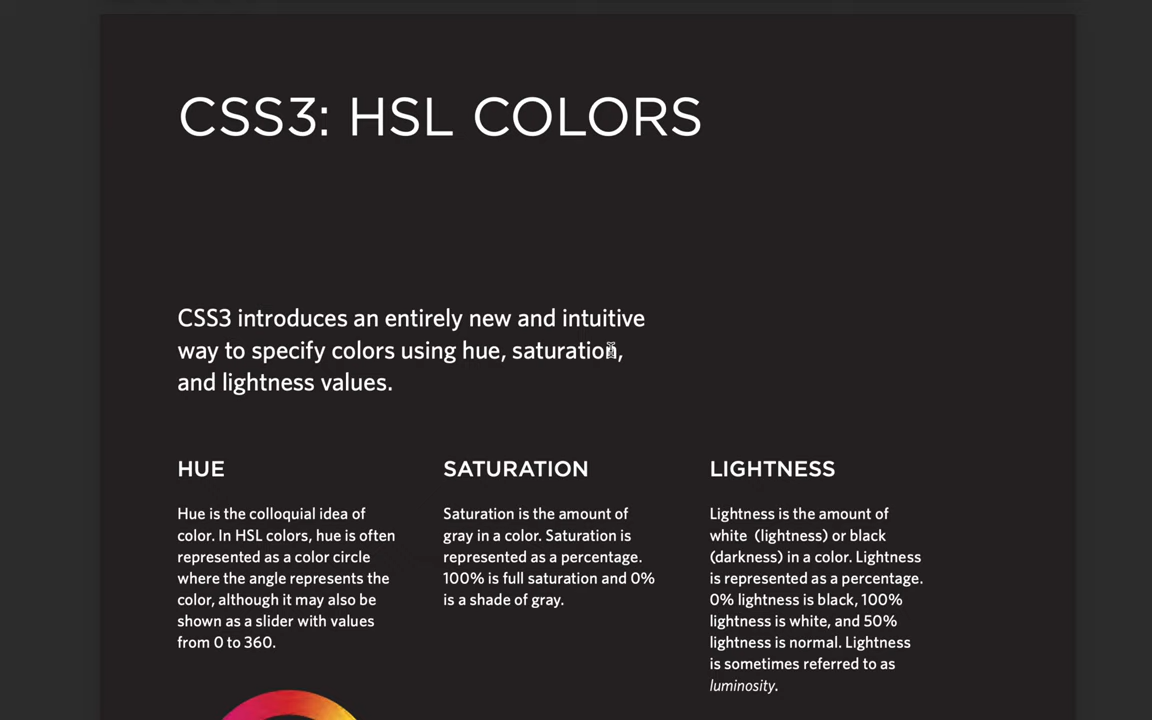 CSS3: HSL COLORS
CSS3 introduces an entirely new and intuitive
way to specify colors using hue, saturation,
and lightness values.
HUE
Hue is the colloquial idea of
color. In HSL colors, hue is often
represented as a color circle
where the angle represents the
color, although it may also be
shown as a slider with values
from 0 to 360.
SATURATION
Saturation is the amount of
gray in a color. Saturation is
represented as a percentage.
100% is full saturation and 0%
is a shade of gray.
LIGHTNESS
Lightness is the amount of
white  (lightness) or black
(darkness) in a color. Lightness
is represented as a percentage.
0% lightness is black, 100%
lightness is white, and 50%
lightness is normal. Lightness
is sometimes referred to as
luminosity.